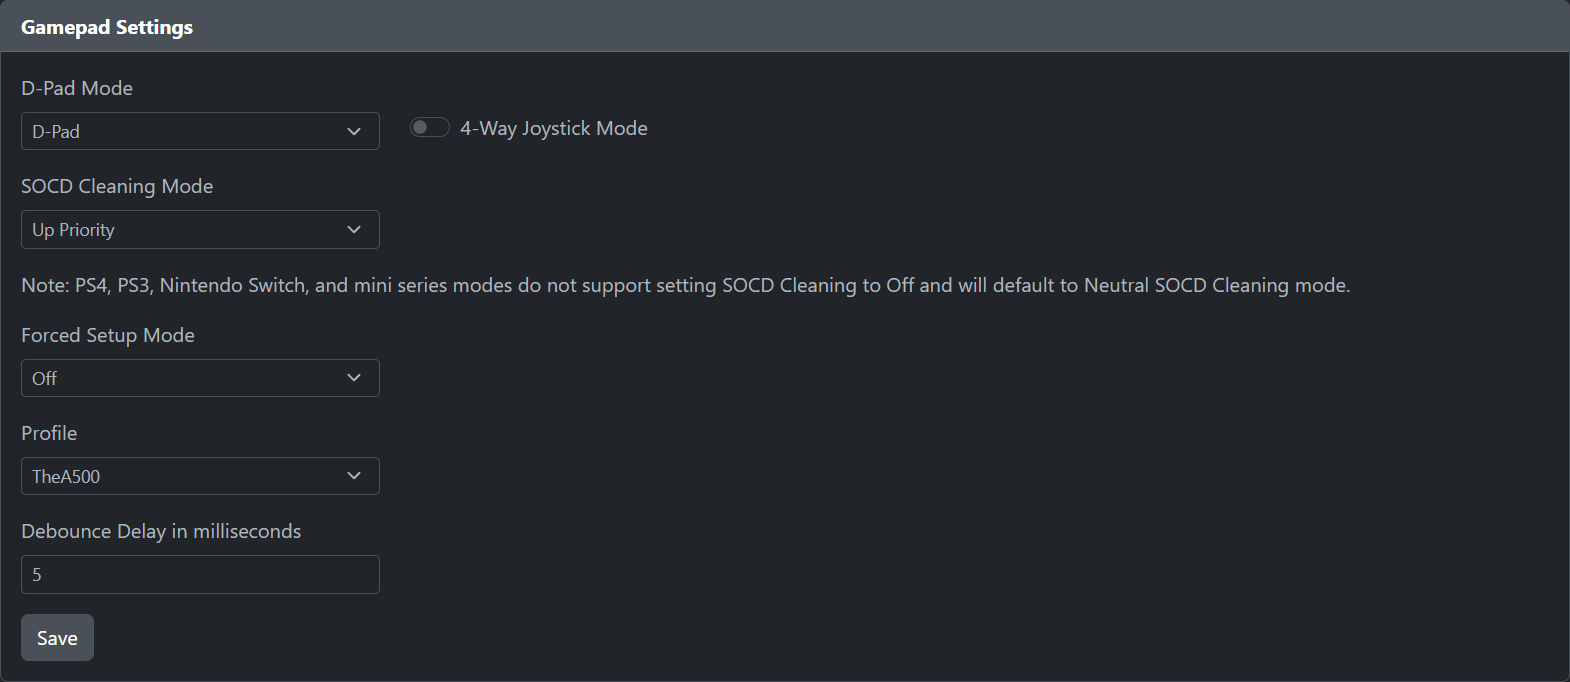 Gamepad Settings
D-Pad Mode
D-Pad
4-Way Joystick Mode
SOCD Cleaning Mode
Up Priority
Note: PS4, PS3, Nintendo Switch, and mini series modes do not support setting SOCD Cleaning to Off and will default to Neutral SOCD Cleaning mode.
Forced Setup Mode
Off
Profile
TheA500
Debounce Delay in milliseconds
5
Save